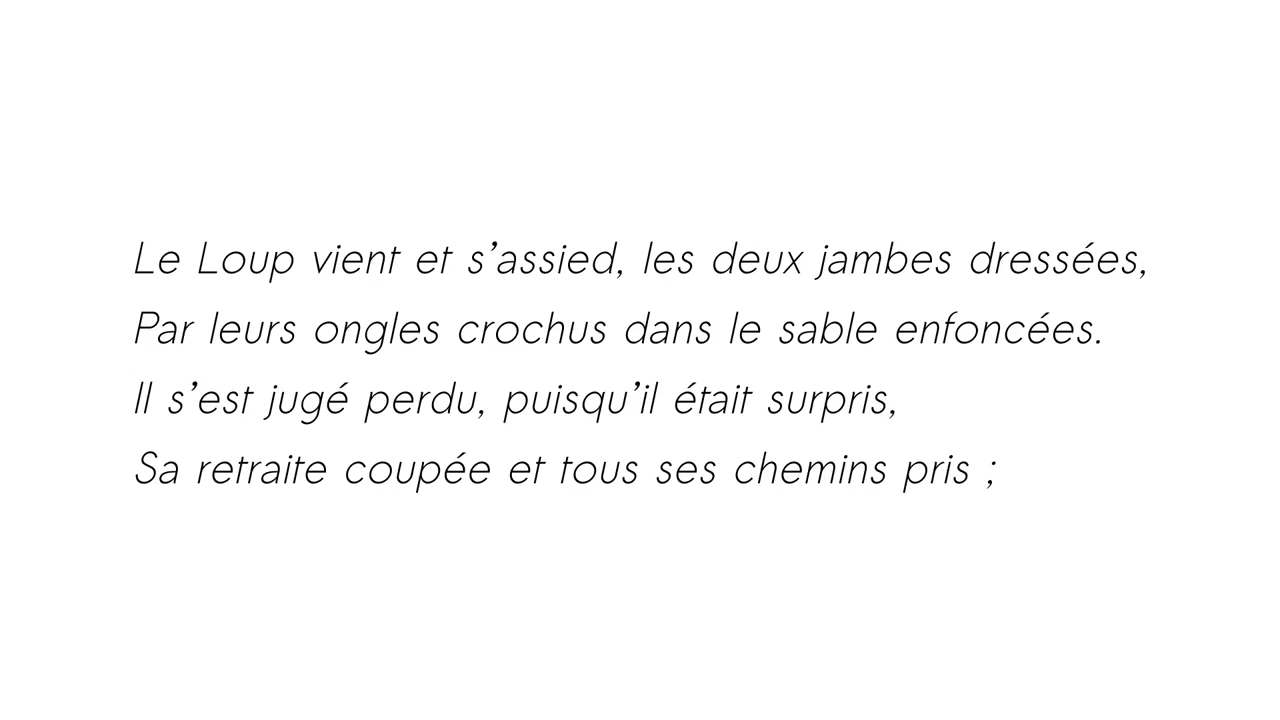 Le Loup vient et s’assied, les deux jambes dressées,
Par leurs ongles crochus dans le sable enfoncées.
Il s’est jugé perdu, puisqu’il était surpris,
Sa retraite coupée et tous ses chemins pris ;